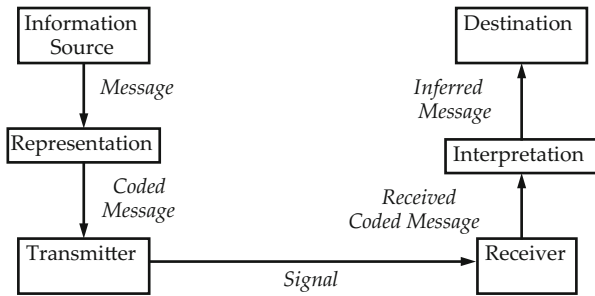 Information
Source
Message
Representation
Coded
Message
Transmitter
Signal
Receiver
Received
Coded Message
Interpretation
Inferred
Message
Destination